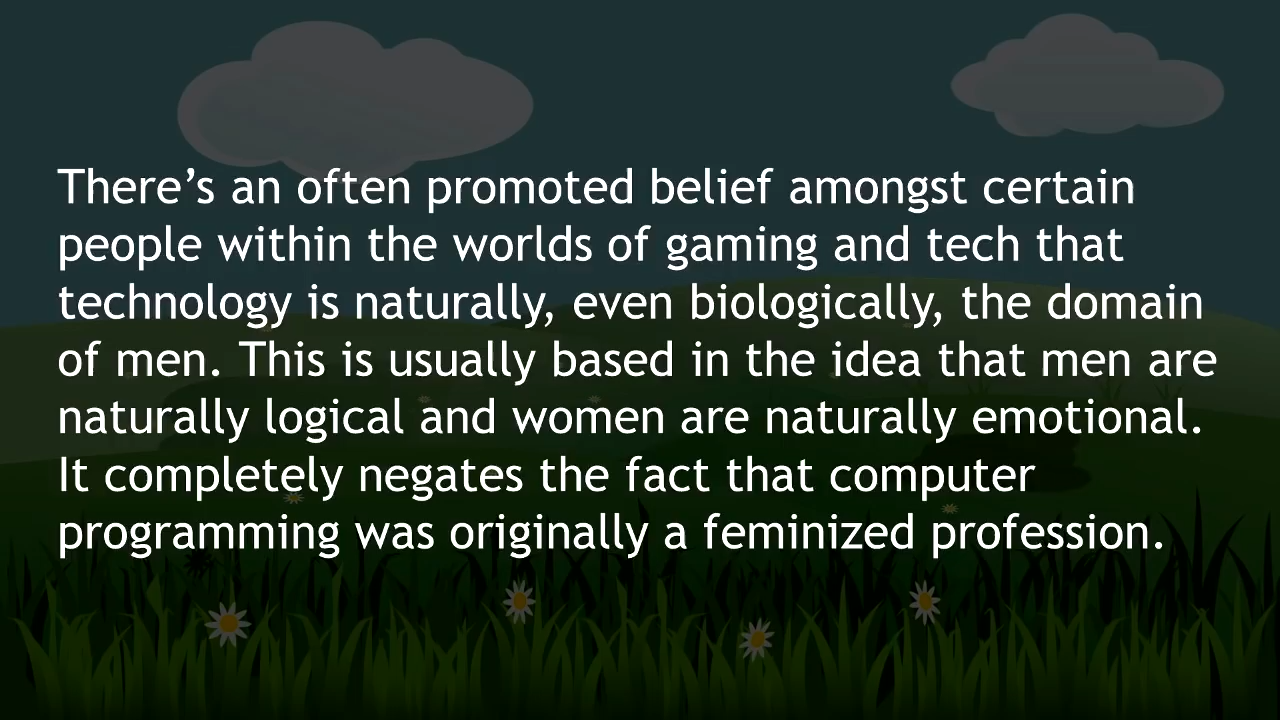 There’s an often promoted belief amongst certain
people within the worlds of gaming and tech that
technology is naturally, even biologically, the domain
of men. This is usually based in the idea that men are
naturally logical and women are naturally emotional.
It completely negates the fact that computer
programming was originally a feminized profession.